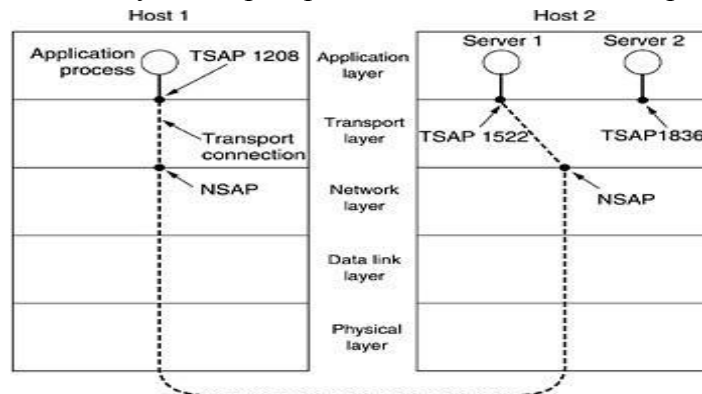 Host 1
Host 2
Application
process
TSAP 1208
Application
layer
Server 1
Server 2
Transport
connection
Transport
layer
TSAP 1522
TSAP1836
NSAP
Network
layer
NSAP
Data link
layer
Physical
layer